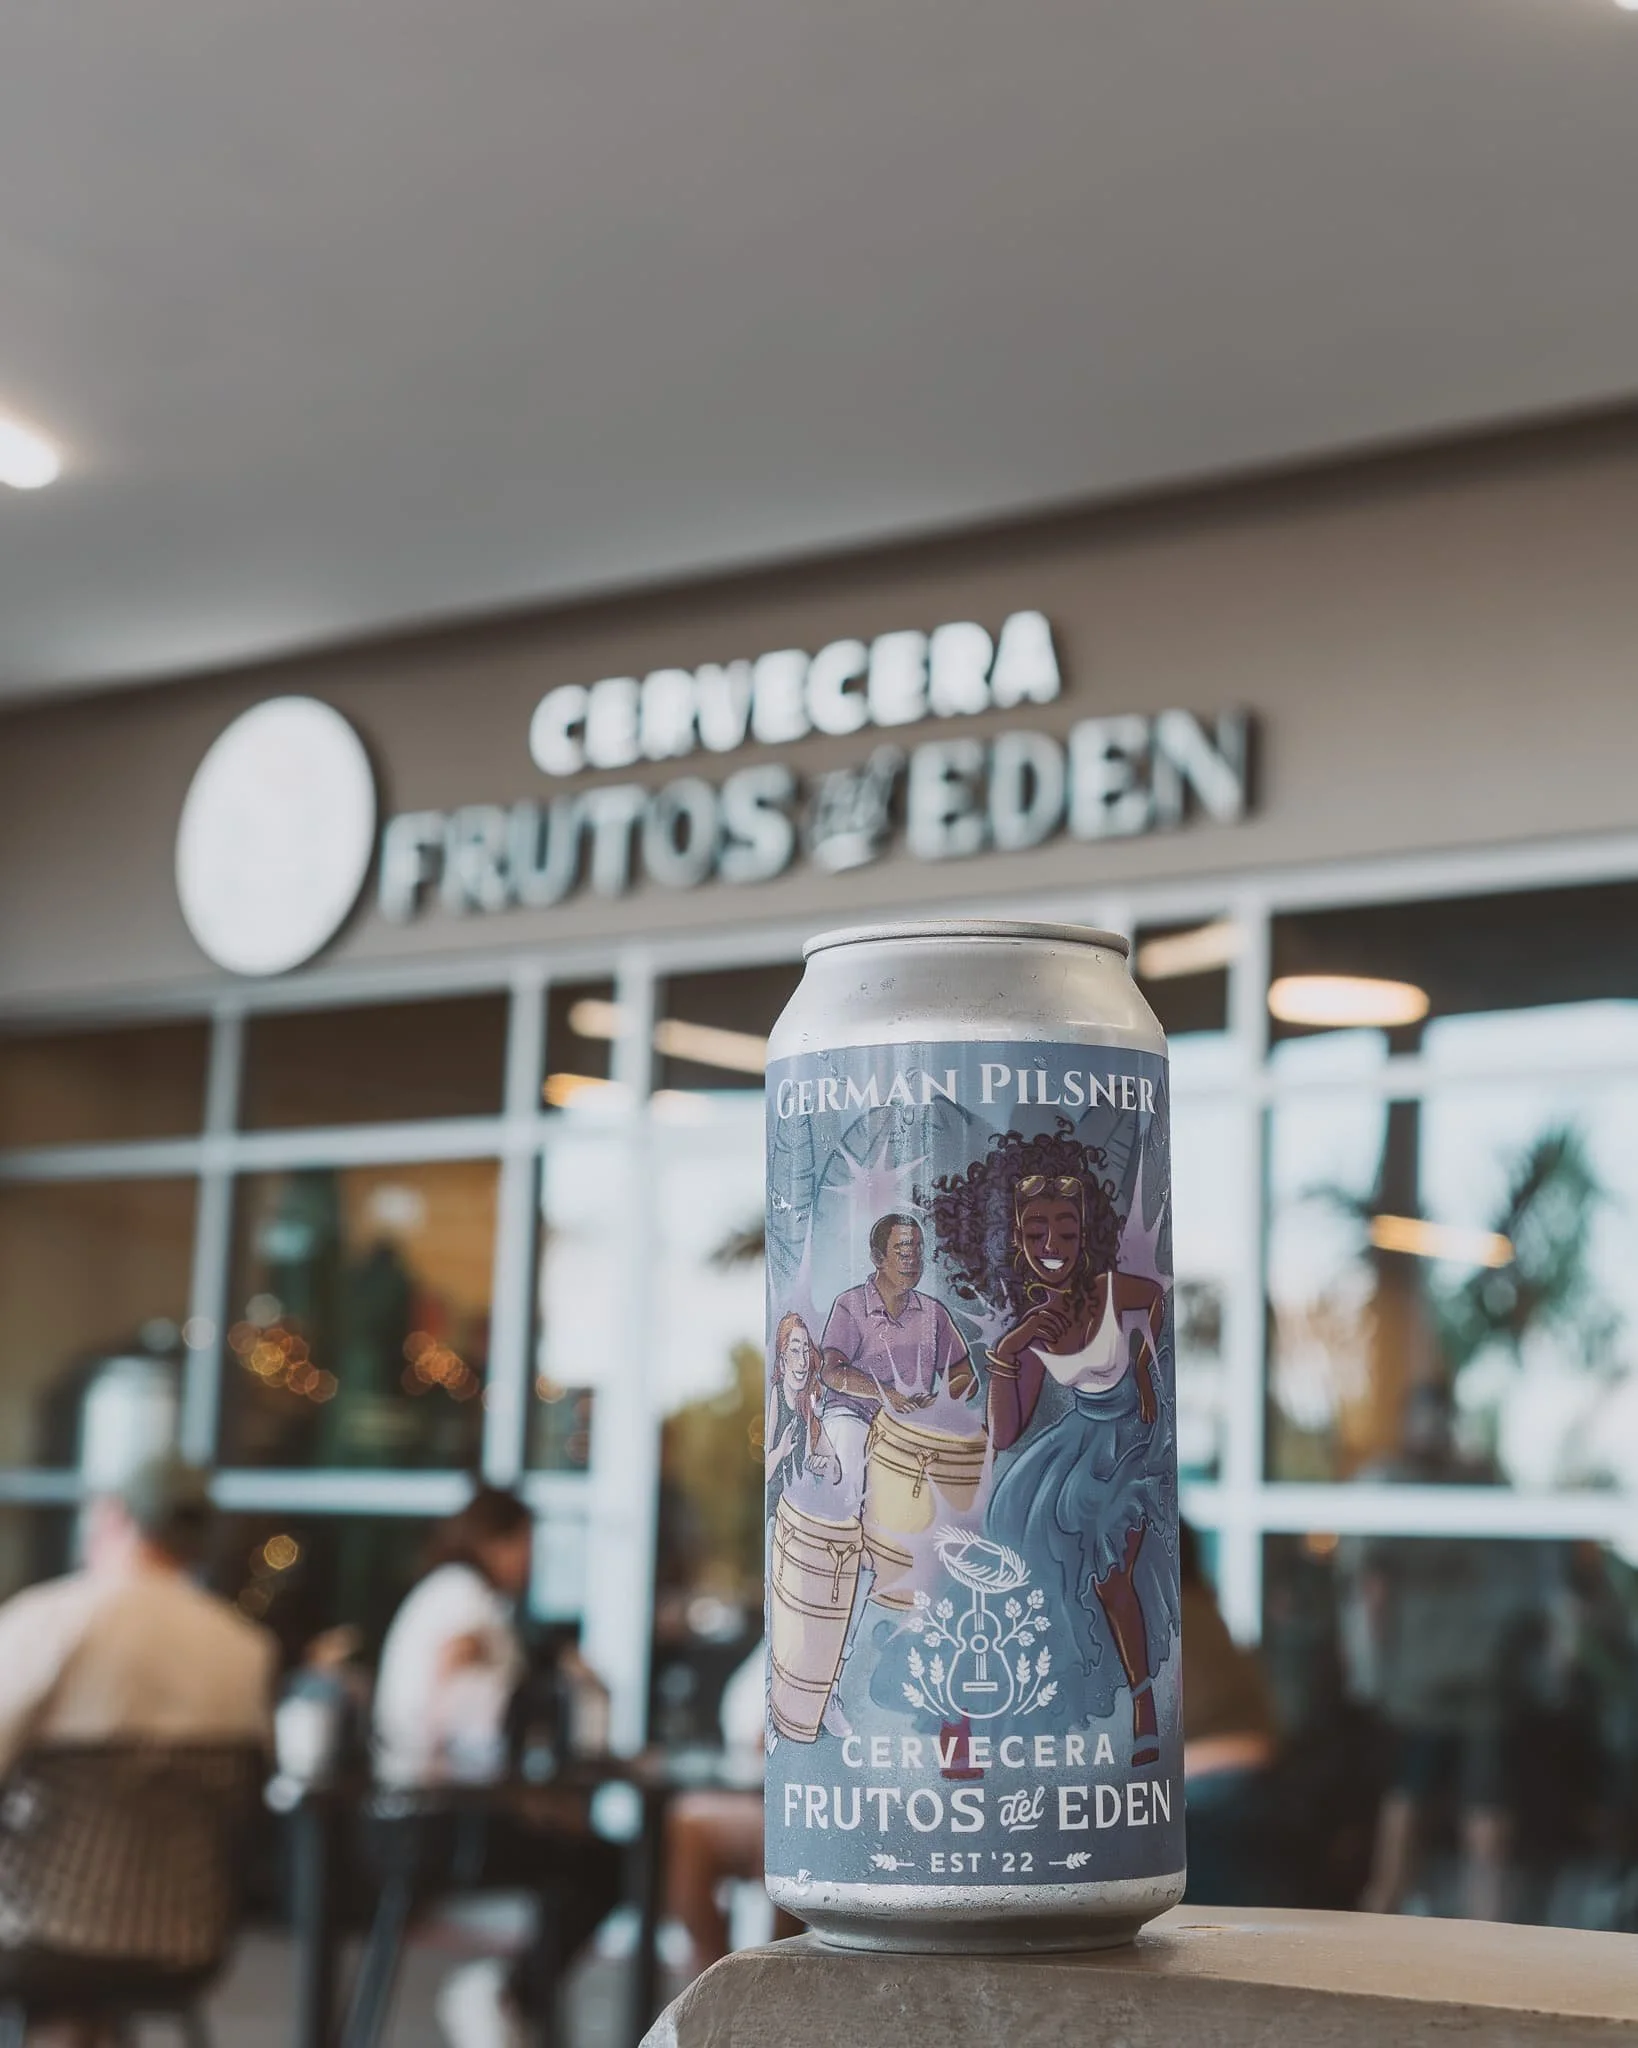 CERVECERA
FRUTOS del EDEN
GERMAN PILSNER
CERVECERA
FRUTOS del EDEN
EST '22